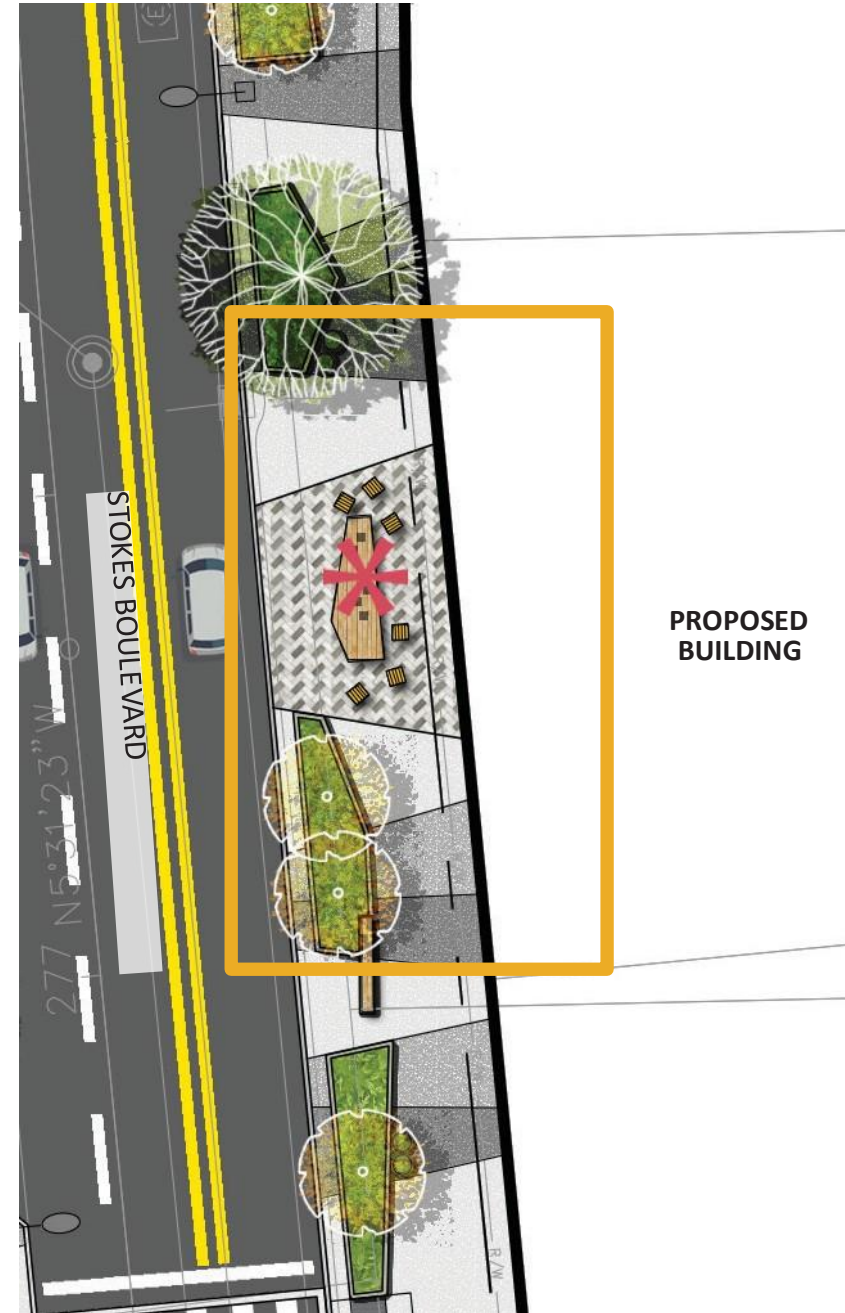 (E)
STOKES BOULEVARD
277 N5°31'23"W
PROPOSED
BUILDING
R/W